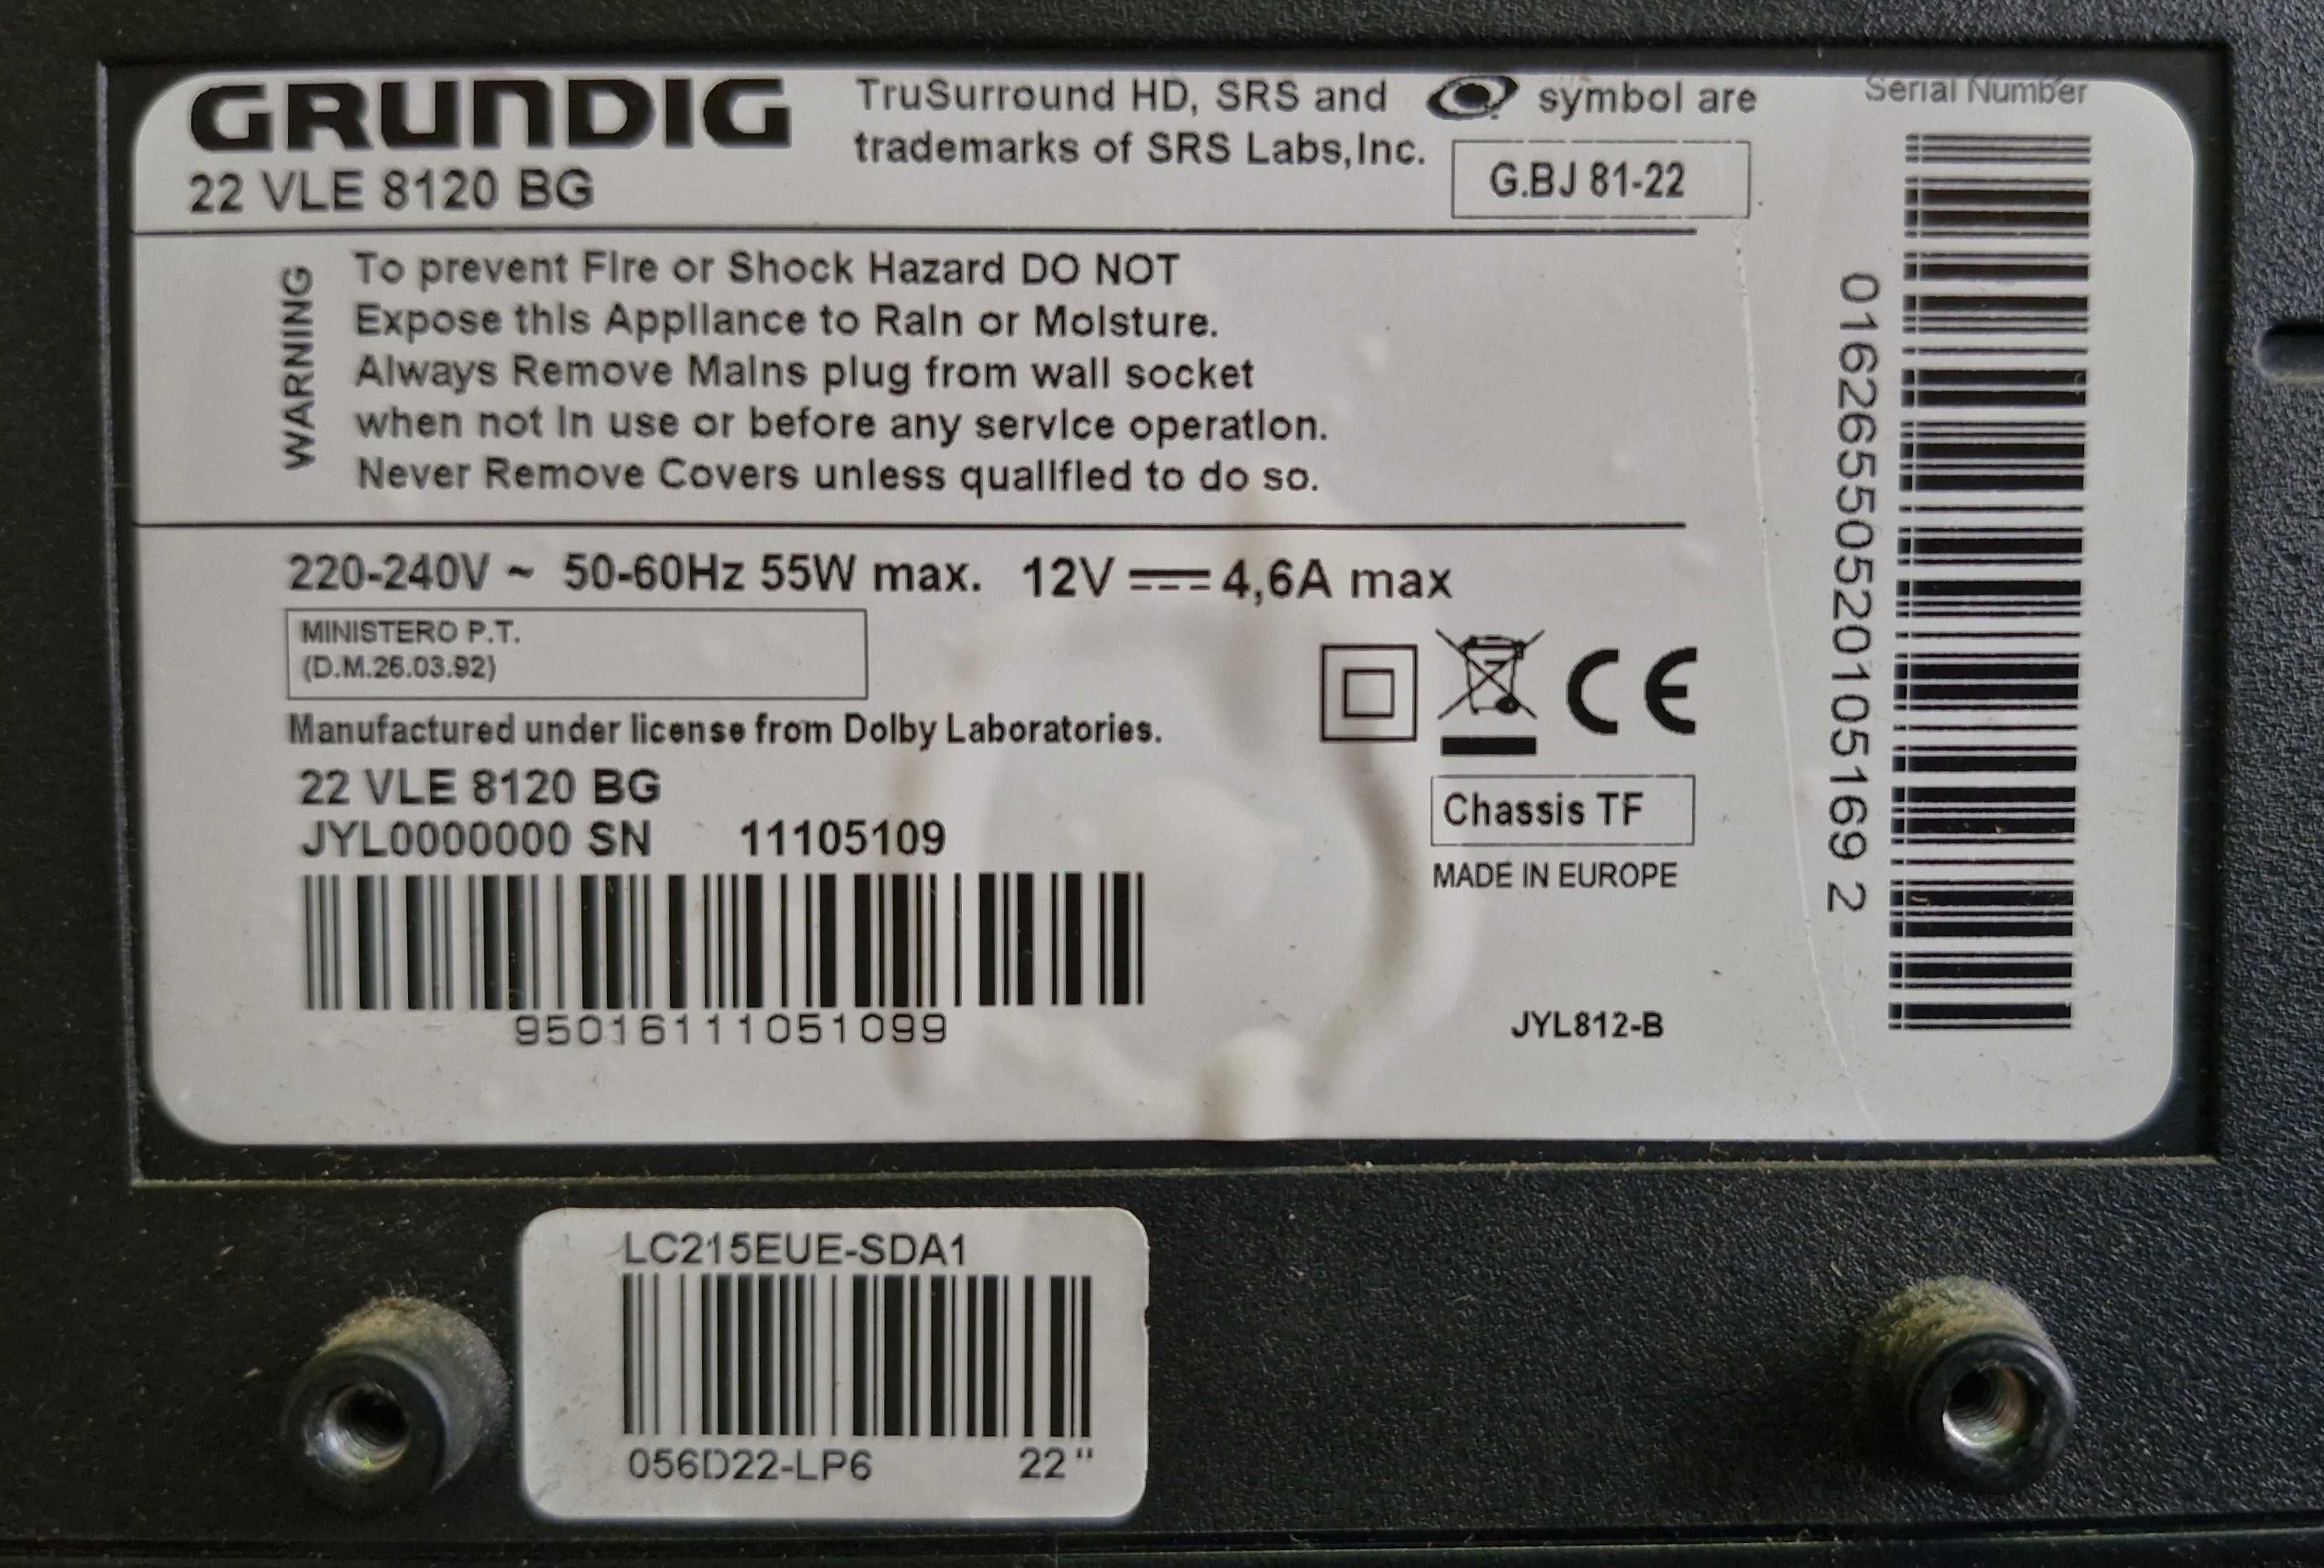 GRUNDIG
22 VLE 8120 BG
TruSurround HD, SRS and symbol are
trademarks of SRS Labs,Inc.
G.BJ 81-22
Serial Number
01626550520105169 2
WARNING
To prevent Fire or Shock Hazard DO NOT
Expose this Appliance to Rain or Moisture.
Always Remove Mains plug from wall socket
when not in use or before any service operation.
Never Remove Covers unless qualified to do so.
220-240V ~ 50-60Hz 55W max. 12V 4,6A max
MINISTERO P.T.
(D.M.26.03.92)
CE
Manufactured under license from Dolby Laboratories.
22 VLE 8120 BG
JYL0000000 SN 11105109
95016111051099
Chassis TF
MADE IN EUROPE
JYL812-B
LC215EUE-SDA1
056D22-LP6 22"